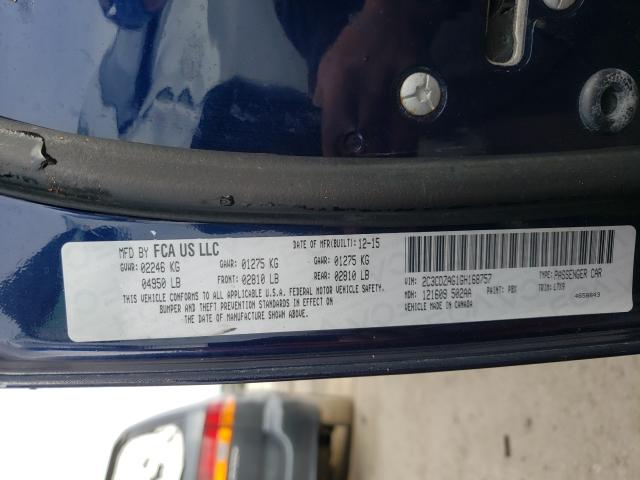 MFD BY FCA US LLC DATE OF MFR(BUILT): 12-15
GVWR: 02246 KG GAWR: 01275 KG GAWR: 01275 KG
04950 LB FRONT: 02810 LB REAR: 02810 LB
THIS VEHICLE CONFORMS TO ALL APPLICABLE U.S.A. FEDERAL MOTOR VEHICLE SAFETY,
BUMPER AND THEFT PREVENTION STANDARDS IN EFFECT ON
THE DATE OF MANUFACTURE SHOWN ABOVE.
VIN: 2C3CDZAG1GH168757 TYPE: PASSENGER CAR
MDH: 121609 502AA PAINT: PBX TRIM: L7X9
VEHICLE MADE IN CANADA 4658843